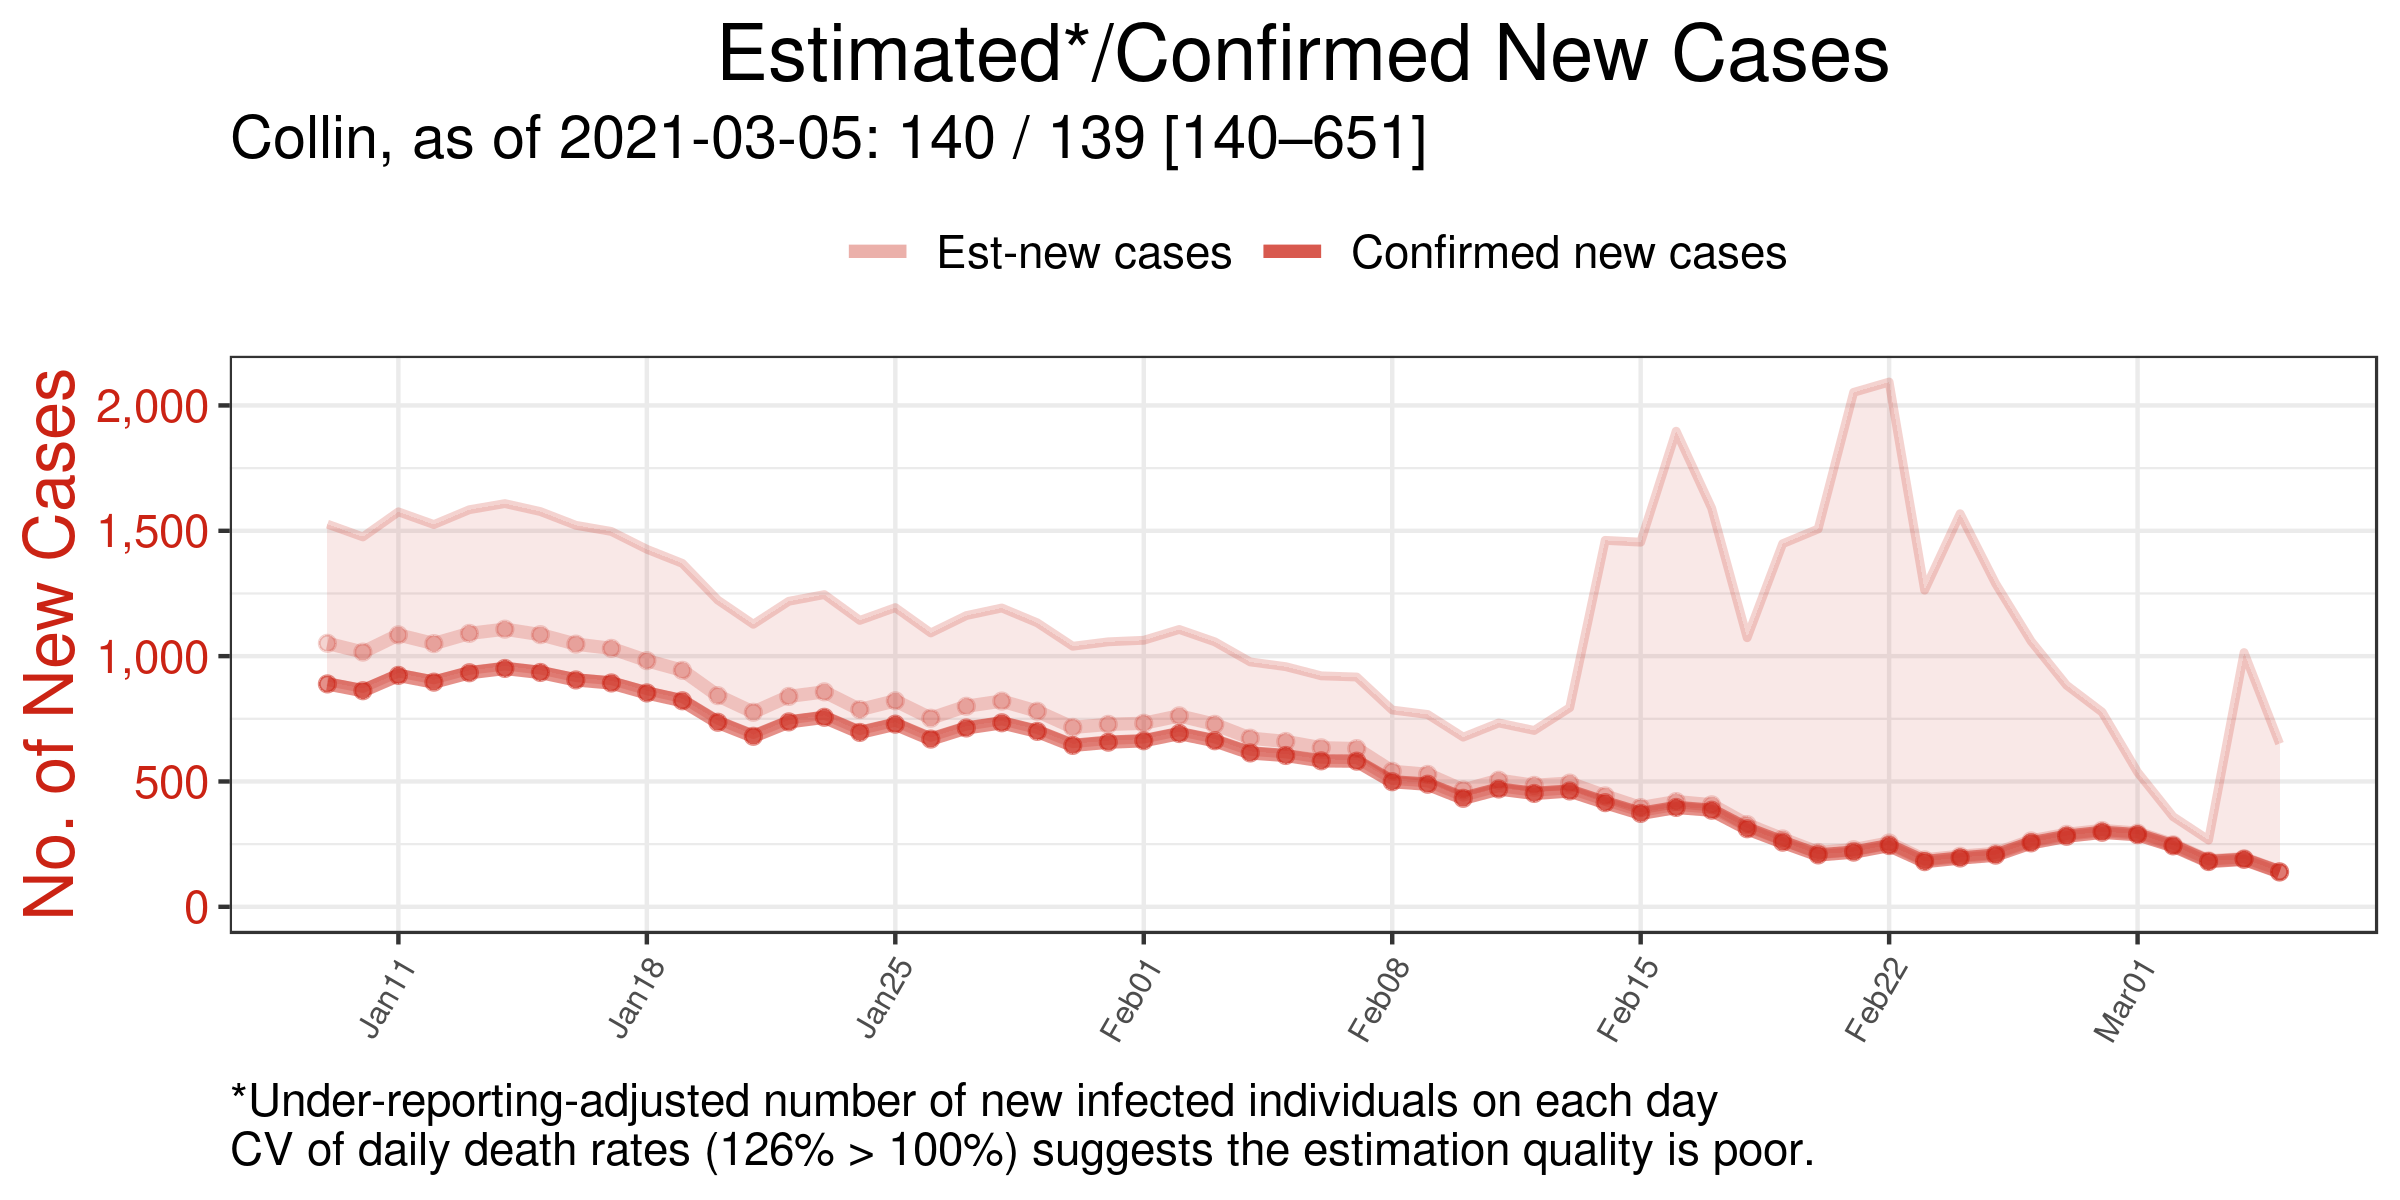 Estimated*/Confirmed New Cases
Collin, as of 2021-03-05: 140 / 139 [140–651]
Est-new cases
Confirmed new cases
No. of New Cases
2,000
1,500
1,000
500
0
Jan11
Jan18
Jan25
Feb01
Feb08
Feb15
Feb22
Mar01
*Under-reporting-adjusted number of new infected individuals on each day
CV of daily death rates (126% > 100%) suggests the estimation quality is poor.